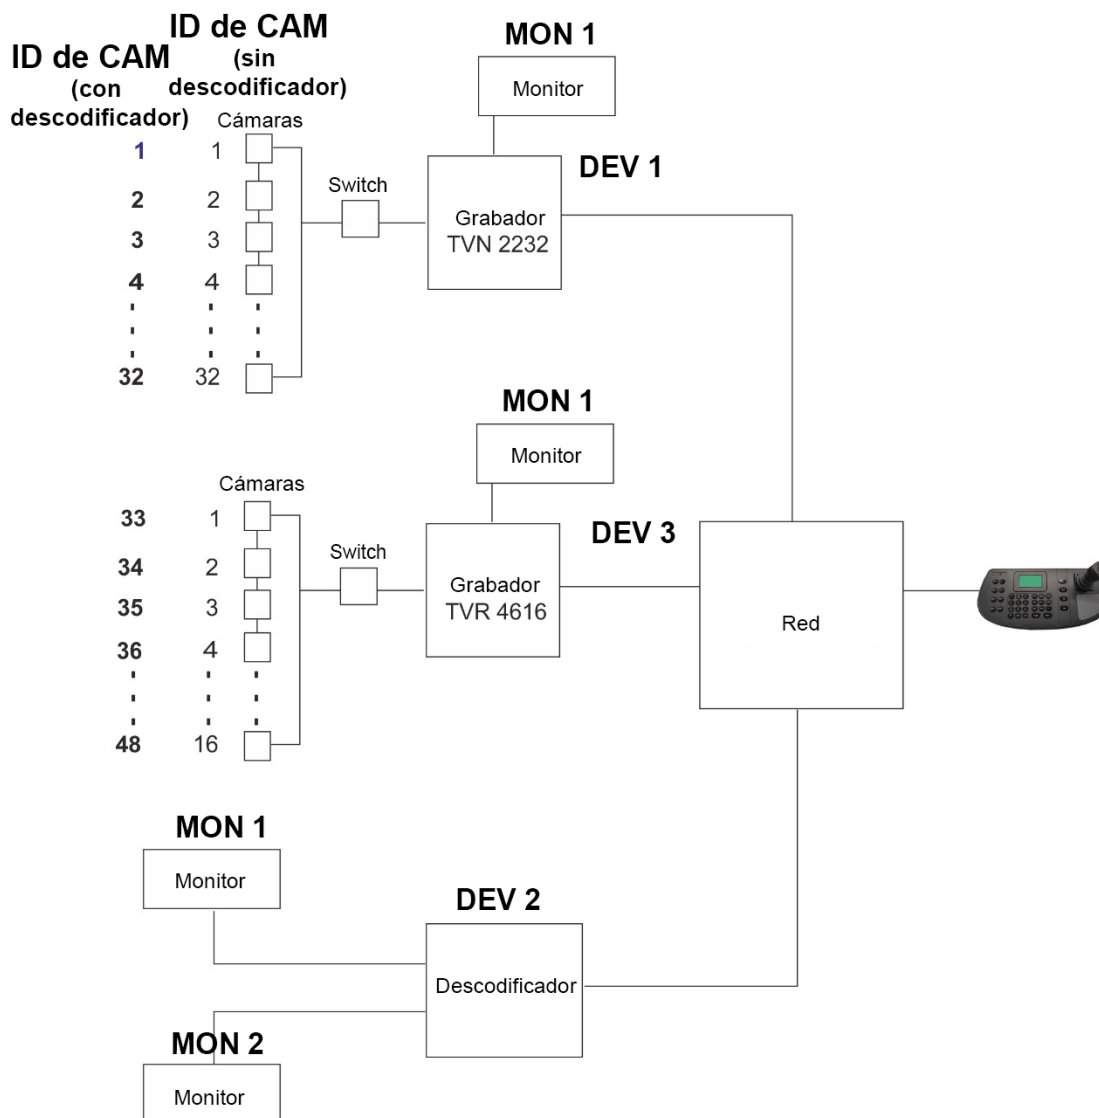 ID de CAM
(con
descodificador)
ID de CAM
(sin
descodificador)
MON 1
Monitor
DEV 1
Cámaras
1 1
2 2
3 3
4 4
32 32
Switch
Grabador
TVN 2232
MON 1
Monitor
DEV 3
Cámaras
33 1
34 2
35 3
36 4
48 16
Switch
Grabador
TVR 4616
Red
MON 1
Monitor
DEV 2
Descodificador
MON 2
Monitor